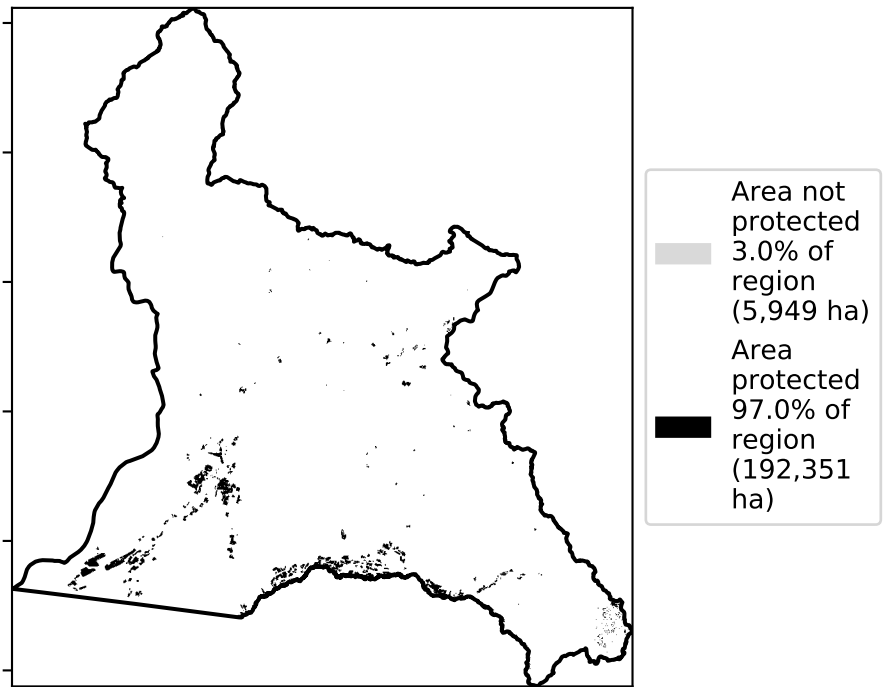 Area not
protected
3.0% of
region
(5,949 ha)
Area
protected
97.0% of
region
(192,351
ha)